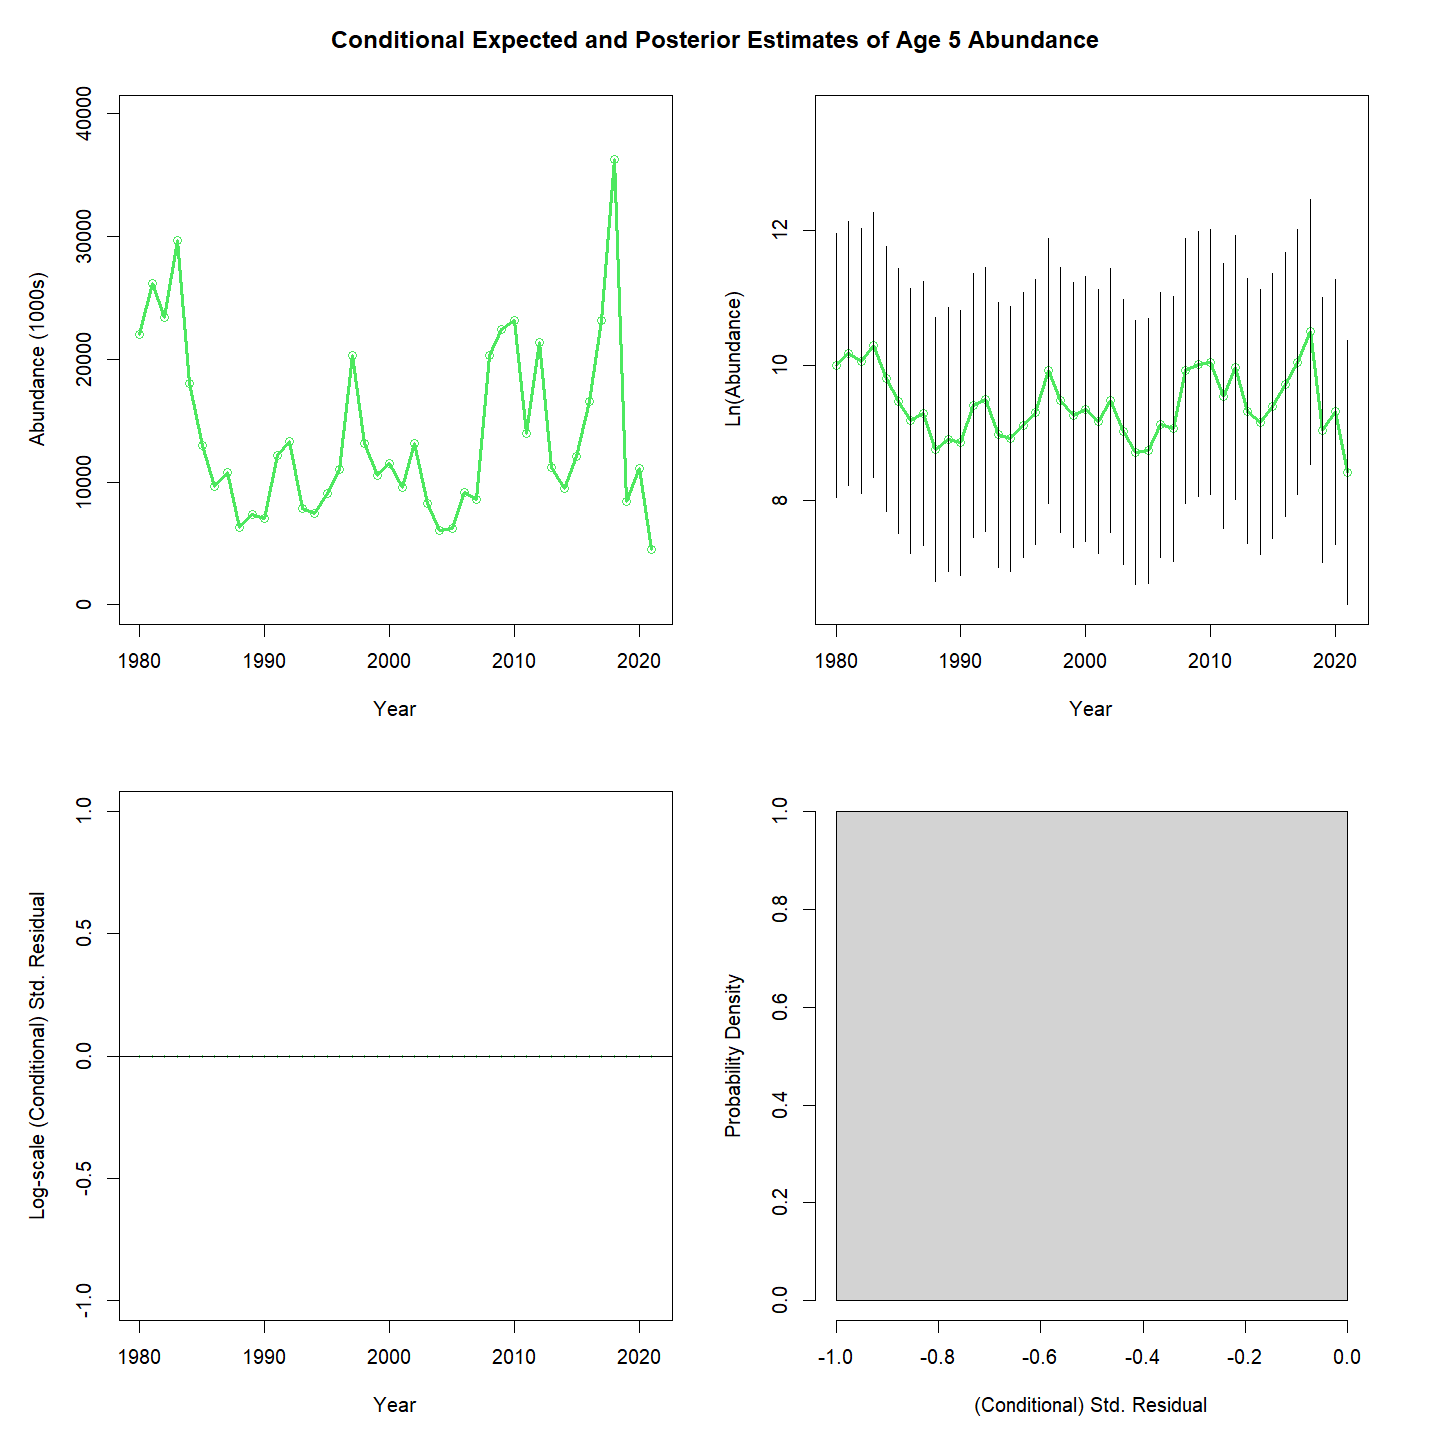 Conditional Expected and Posterior Estimates of Age 5 Abundance
Abundance (1000s)
40000
30000
20000
10000
0
1980 1990 2000 2010 2020
Year
Ln(Abundance)
12
10
8
1980 1990 2000 2010 2020
Year
Log-scale (Conditional) Std. Residual
1.0
0.5
0.0
-0.5
-1.0
1980 1990 2000 2010 2020
Year
Probability Density
1.0
0.8
0.6
0.4
0.2
0.0
-1.0 -0.8 -0.6 -0.4 -0.2 0.0
(Conditional) Std. Residual